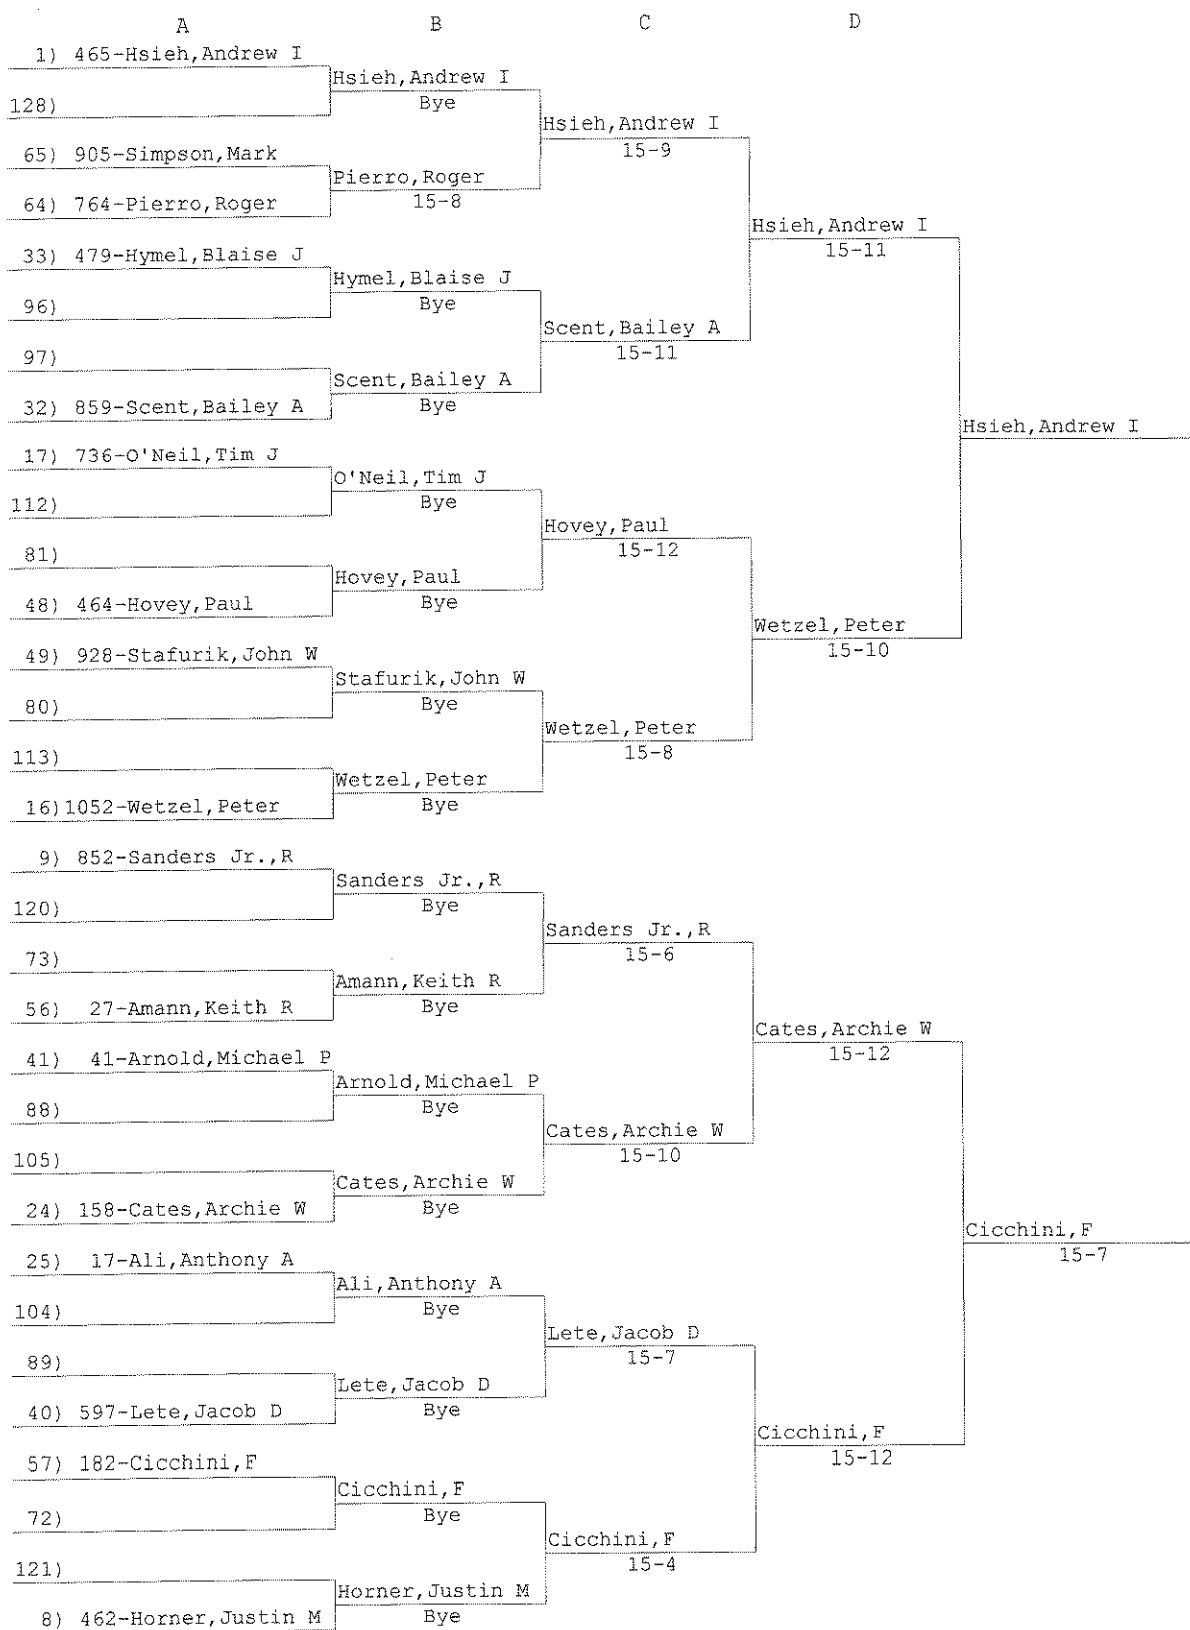 A B C D
1) 465-Hsieh,Andrew I
Hsieh,Andrew I
128)
Bye
Hsieh,Andrew I
15-9
65) 905-Simpson,Mark
Pierro,Roger
15-8
64) 764-Pierro,Roger
Hsieh,Andrew I
15-11
33) 479-Hymel,Blaise J
Hymel,Blaise J
Bye
96)
Scent,Bailey A
15-11
97)
Scent,Bailey A
Bye
32) 859-Scent,Bailey A
Hsieh,Andrew I
17) 736-O'Neil,Tim J
O'Neil,Tim J
Bye
112)
Hovey,Paul
15-12
81)
Hovey,Paul
Bye
48) 464-Hovey,Paul
Wetzel,Peter
15-10
49) 928-Stafurik,John W
Stafurik,John W
Bye
80)
Wetzel,Peter
15-8
113)
Wetzel,Peter
Bye
16)1052-Wetzel,Peter
9) 852-Sanders Jr.,R
Sanders Jr.,R
Bye
120)
Sanders Jr.,R
15-6
73)
Amann,Keith R
Bye
56) 27-Amann,Keith R
Cates,Archie W
15-12
41) 41-Arnold,Michael P
Arnold,Michael P
Bye
88)
Cates,Archie W
15-10
105)
Cates,Archie W
Bye
24) 158-Cates,Archie W
Cicchini,F
15-7
25) 17-Ali,Anthony A
Ali,Anthony A
Bye
104)
Lete,Jacob D
15-7
89)
Lete,Jacob D
Bye
40) 597-Lete,Jacob D
Cicchini,F
15-12
57) 182-Cicchini,F
Cicchini,F
Bye
72)
Cicchini,F
15-4
121)
Horner,Justin M
Bye
8) 462-Horner,Justin M